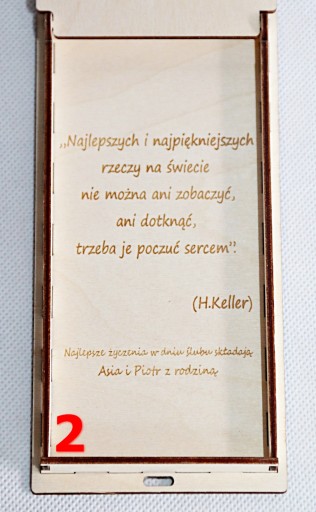 „Najlepszych i najpiękniejszych
rzeczy na świecie
nie można ani zobaczyć,
ani dotknąć,
trzeba je poczuć sercem”.
(H.Keller)
Najlepsze życzenia w dniu ślubu składają
Asia i Piotr z rodziną
2